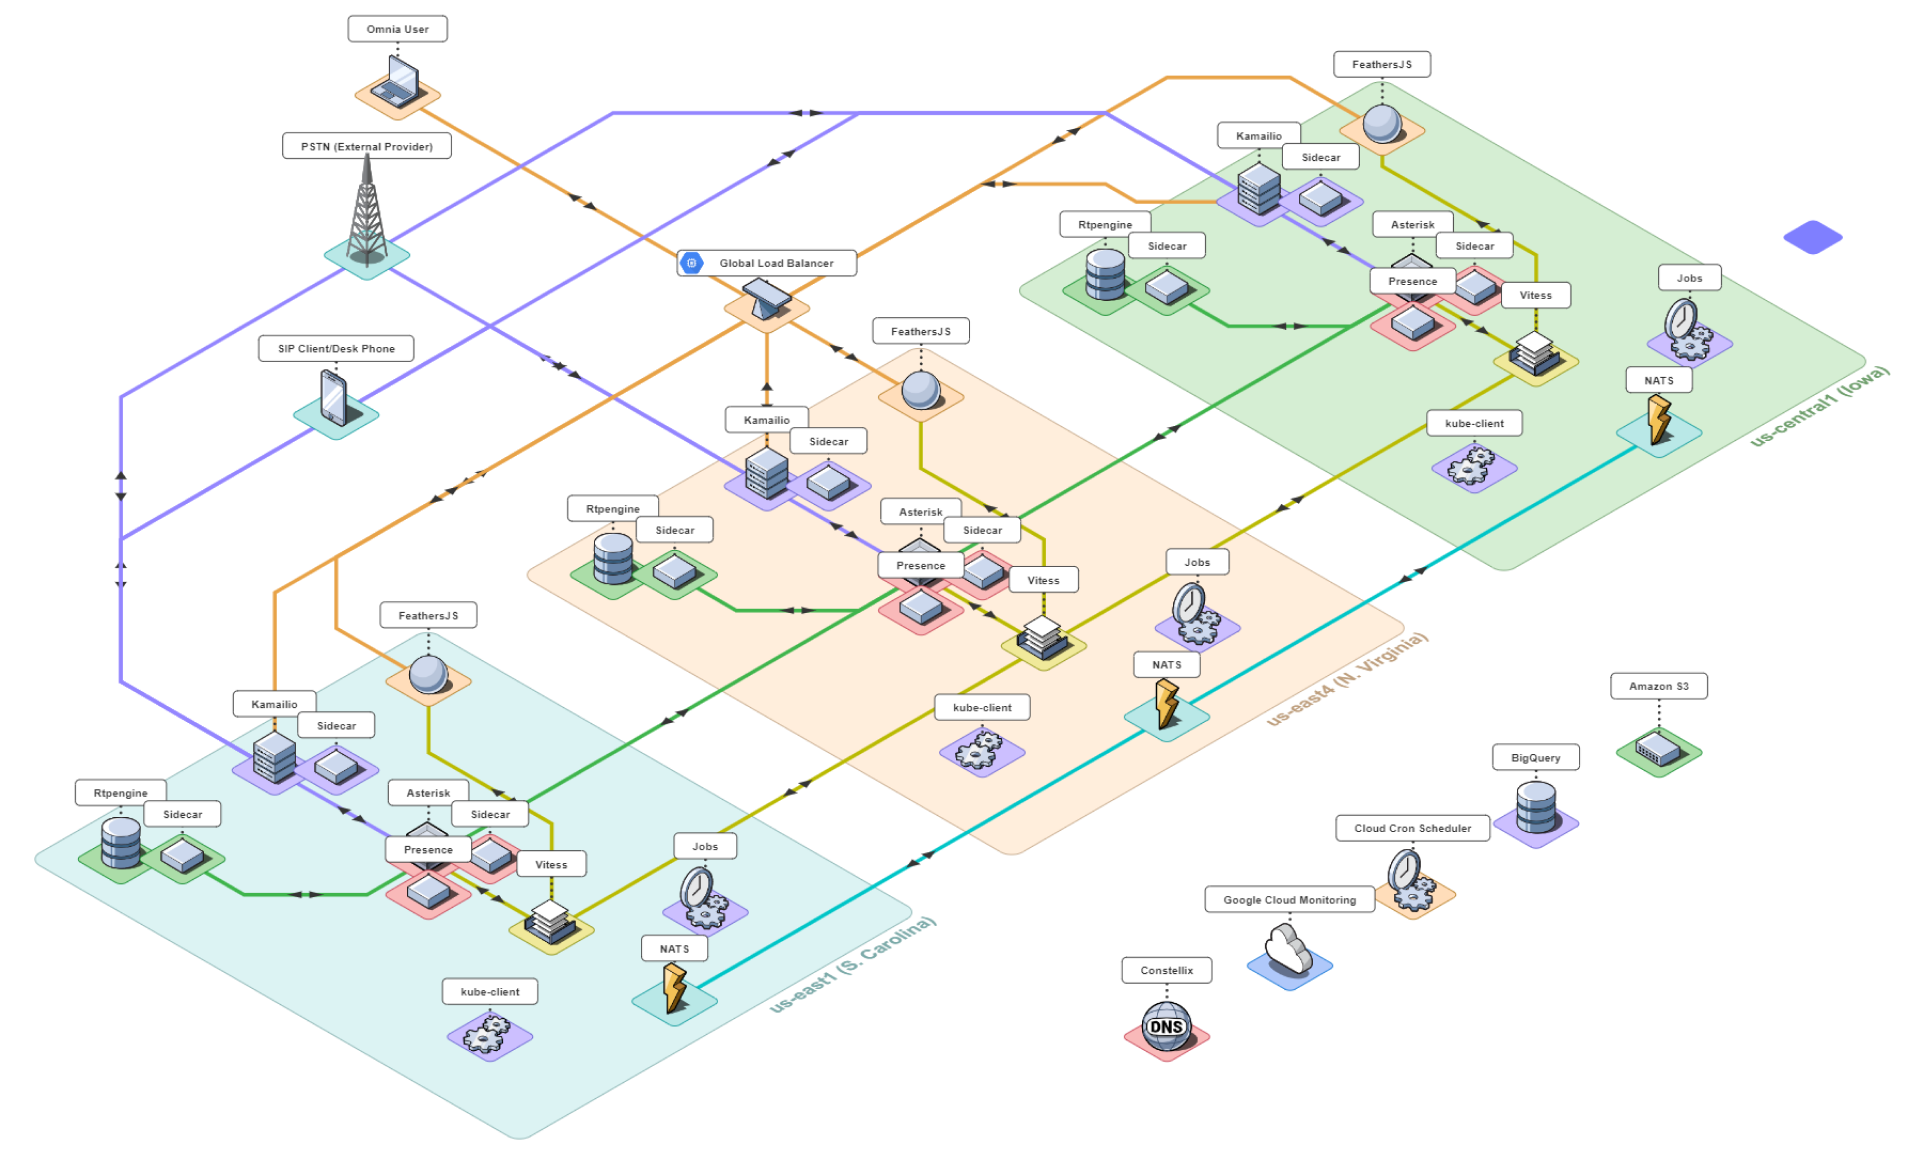 Omnia User
PSTN (External Provider)
SIP Client/Desk Phone
Global Load Balancer
FeathersJS
Kamailio
Sidecar
Rtpengine
Sidecar
Asterisk
Sidecar
Presence
Vitess
Jobs
NATS
kube-client
us-central1 (Iowa)
FeathersJS
Kamailio
Sidecar
Rtpengine
Sidecar
Asterisk
Sidecar
Presence
Vitess
Jobs
NATS
kube-client
us-east4 (N. Virginia)
FeathersJS
Kamailio
Sidecar
Rtpengine
Sidecar
Asterisk
Sidecar
Presence
Vitess
Jobs
NATS
kube-client
us-east1 (S. Carolina)
Amazon S3
BigQuery
Cloud Cron Scheduler
Google Cloud Monitoring
Constellix
DNS